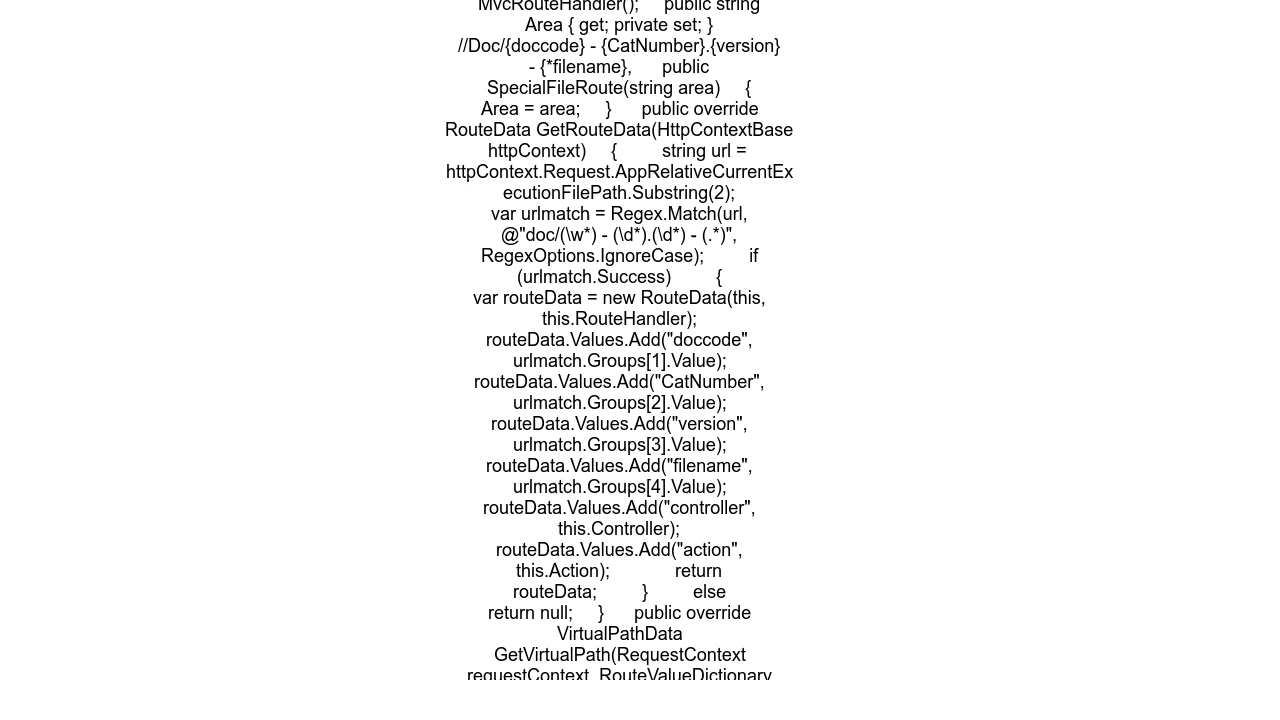 MvcRouteHandler();     public string
Area { get; private set; }
//Doc/{doccode} - {CatNumber}.{version}
- {*filename},      public
SpecialFileRoute(string area)     {
Area = area;     }      public override
RouteData GetRouteData(HttpContextBase
httpContext)     {         string url =
httpContext.Request.AppRelativeCurrentEx
ecutionFilePath.Substring(2);
var urlmatch = Regex.Match(url,
@"doc/(\w*) - (\d*).(\d*) - (.*)",
RegexOptions.IgnoreCase);         if
(urlmatch.Success)         {
var routeData = new RouteData(this,
this.RouteHandler);
routeData.Values.Add("doccode",
urlmatch.Groups[1].Value);
routeData.Values.Add("CatNumber",
urlmatch.Groups[2].Value);
routeData.Values.Add("version",
urlmatch.Groups[3].Value);
routeData.Values.Add("filename",
urlmatch.Groups[4].Value);
routeData.Values.Add("controller",
this.Controller);
routeData.Values.Add("action",
this.Action);             return
routeData;         }         else
return null;     }      public override
VirtualPathData
GetVirtualPath(RequestContext
requestContext, RouteValueDictionary